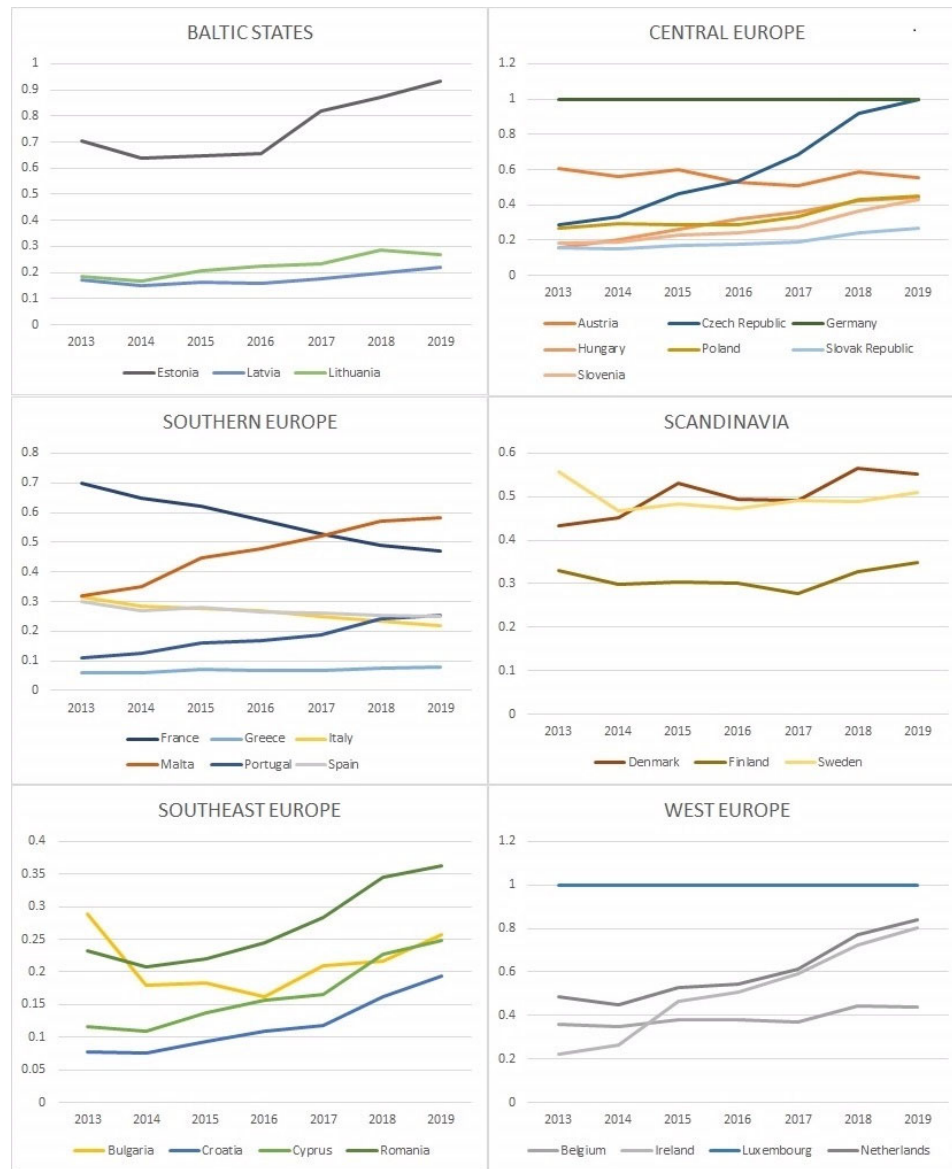 BALTIC STATES
1
0.9
0.8
0.7
0.6
0.5
0.4
0.3
0.2
0.1
0
2013 2014 2015 2016 2017 2018 2019
Estonia Latvia Lithuania
CENTRAL EUROPE
1.2
1
0.8
0.6
0.4
0.2
0
2013 2014 2015 2016 2017 2018 2019
Austria Czech Republic Germany
Hungary Poland Slovak Republic
Slovenia
SOUTHERN EUROPE
0.8
0.7
0.6
0.5
0.4
0.3
0.2
0.1
0
2013 2014 2015 2016 2017 2018 2019
France Greece Italy
Malta Portugal Spain
SCANDINAVIA
0.6
0.5
0.4
0.3
0.2
0.1
0
2013 2014 2015 2016 2017 2018 2019
Denmark Finland Sweden
SOUTHEAST EUROPE
0.4
0.35
0.3
0.25
0.2
0.15
0.1
0.05
0
2013 2014 2015 2016 2017 2018 2019
Bulgaria Croatia Cyprus Romania
WEST EUROPE
1.2
1
0.8
0.6
0.4
0.2
0
2013 2014 2015 2016 2017 2018 2019
Belgium Ireland Luxembourg Netherlands